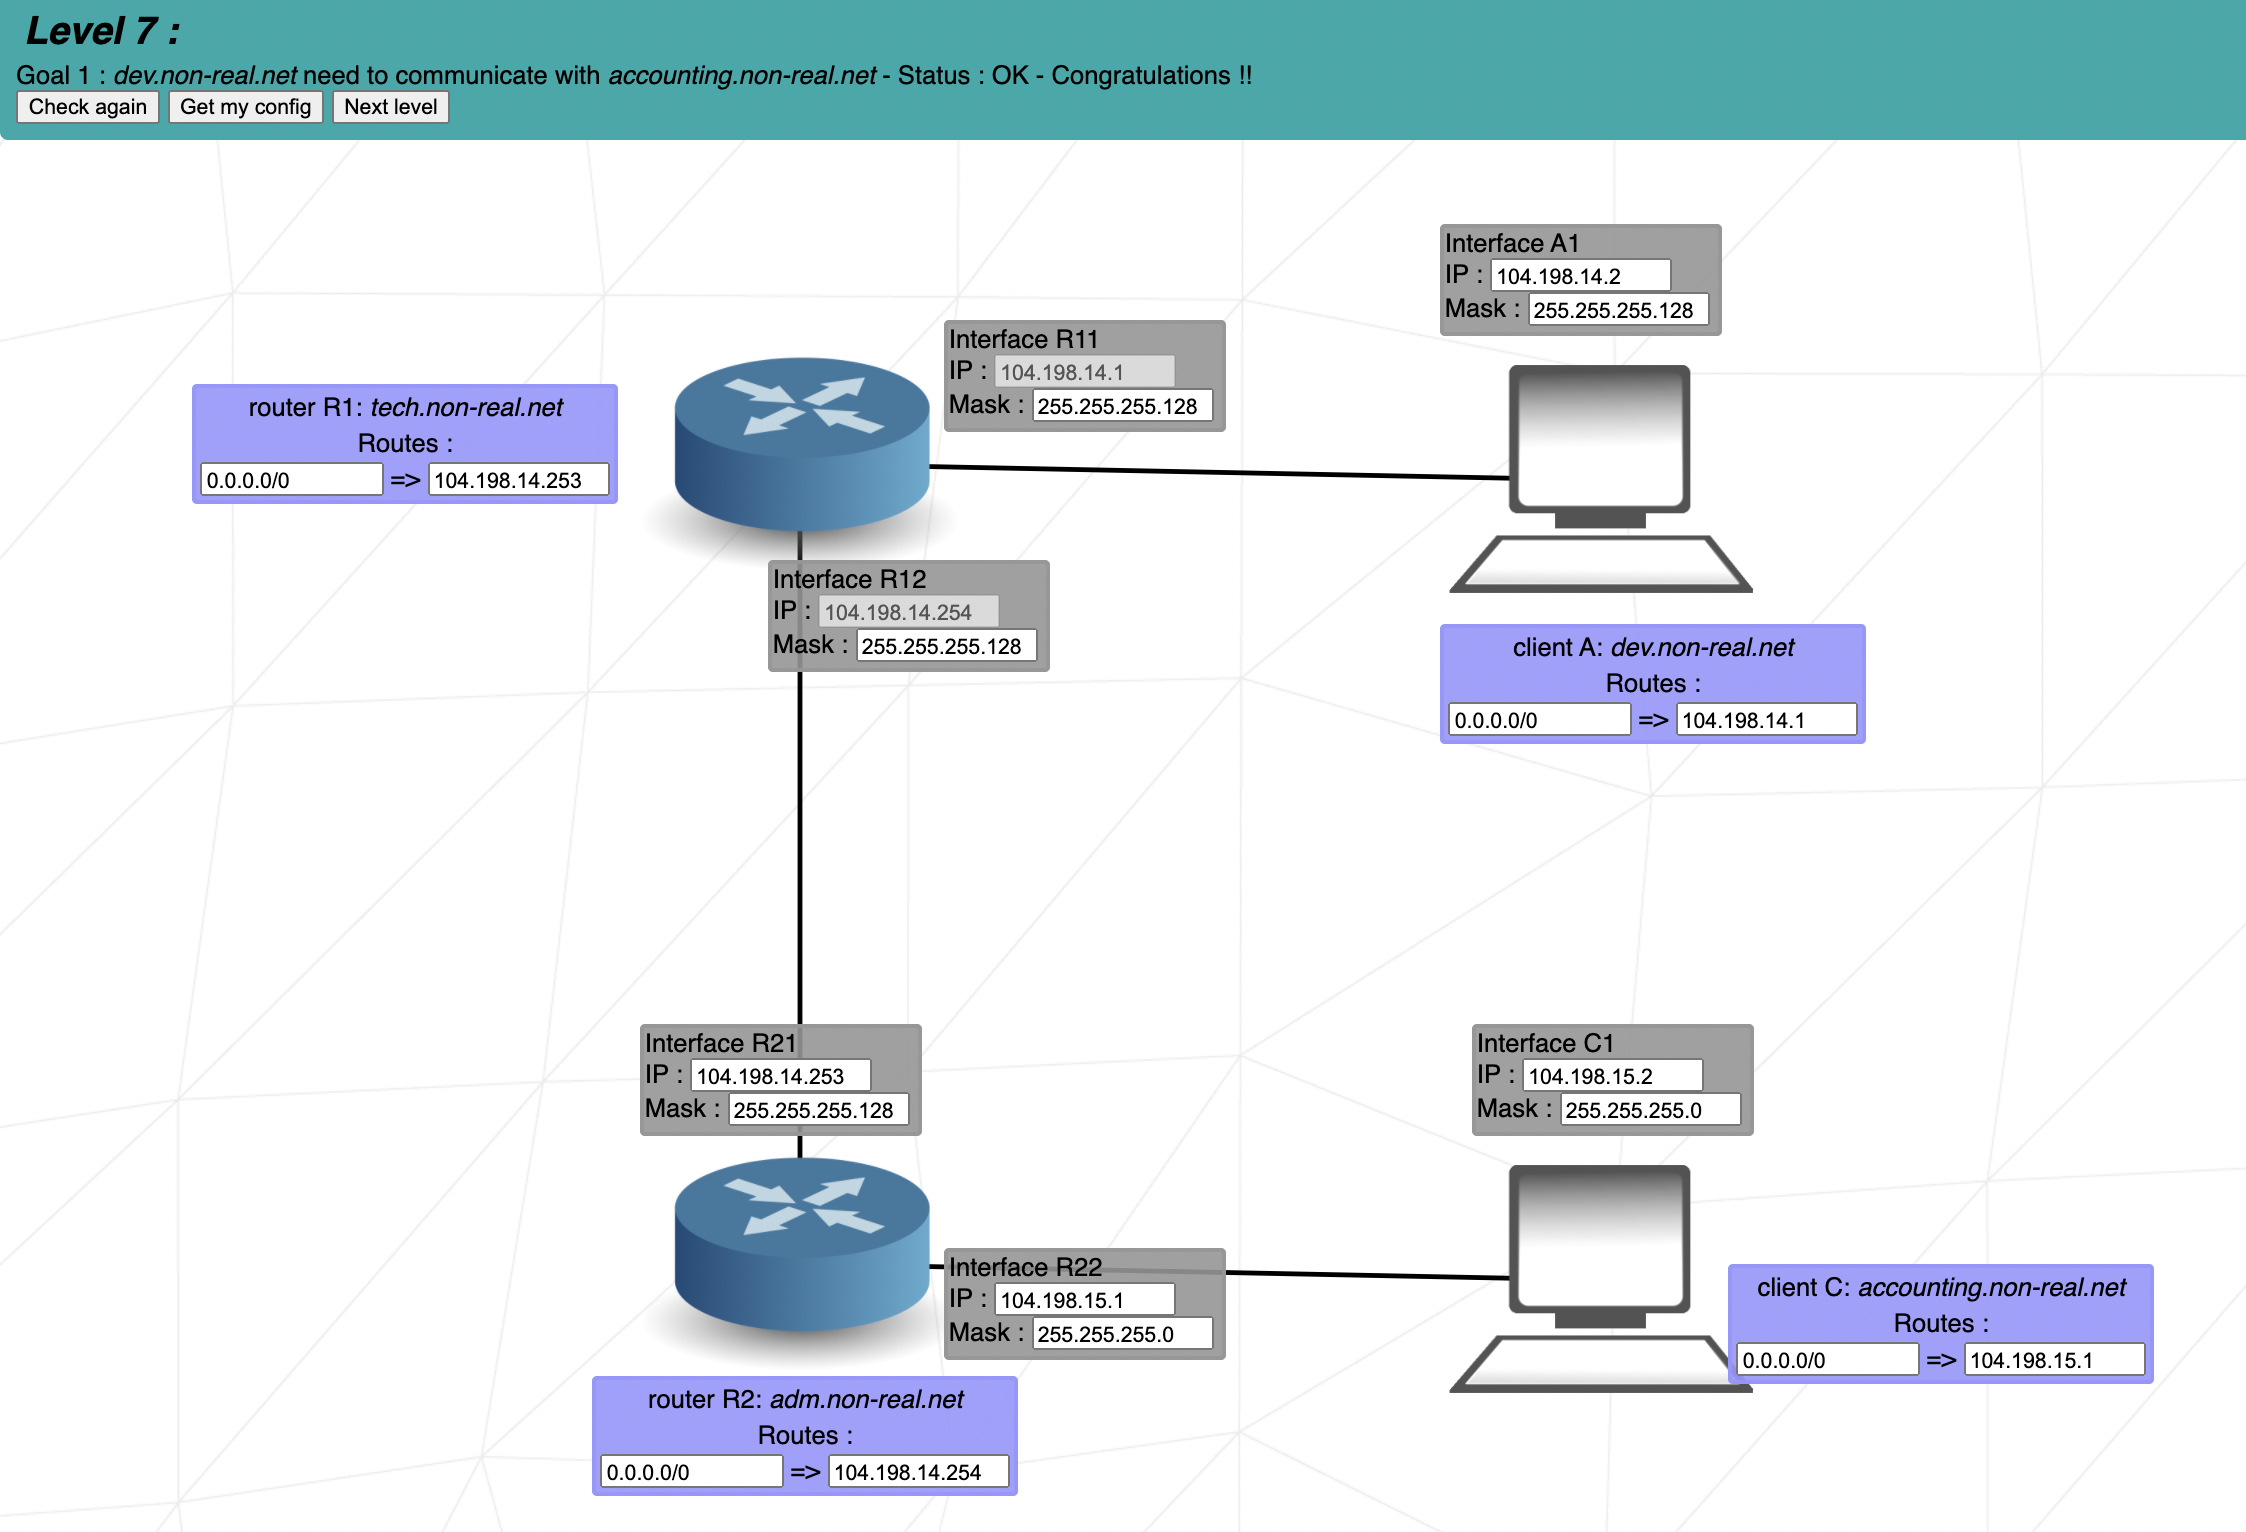 Level 7 :
Goal 1 : dev.non-real.net need to communicate with accounting.non-real.net - Status : OK - Congratulations !!
Check again Get my config Next level
Interface A1
IP : 104.198.14.2
Mask : 255.255.255.128
Interface R11
IP : 104.198.14.1
Mask : 255.255.255.128
router R1: tech.non-real.net
Routes :
0.0.0.0/0 => 104.198.14.253
Interface R12
IP : 104.198.14.254
Mask : 255.255.255.128
client A: dev.non-real.net
Routes :
0.0.0.0/0 => 104.198.14.1
Interface R21
IP : 104.198.14.253
Mask : 255.255.255.128
Interface C1
IP : 104.198.15.2
Mask : 255.255.255.0
Interface R22
IP : 104.198.15.1
Mask : 255.255.255.0
client C: accounting.non-real.net
Routes :
0.0.0.0/0 => 104.198.15.1
router R2: adm.non-real.net
Routes :
0.0.0.0/0 => 104.198.14.254